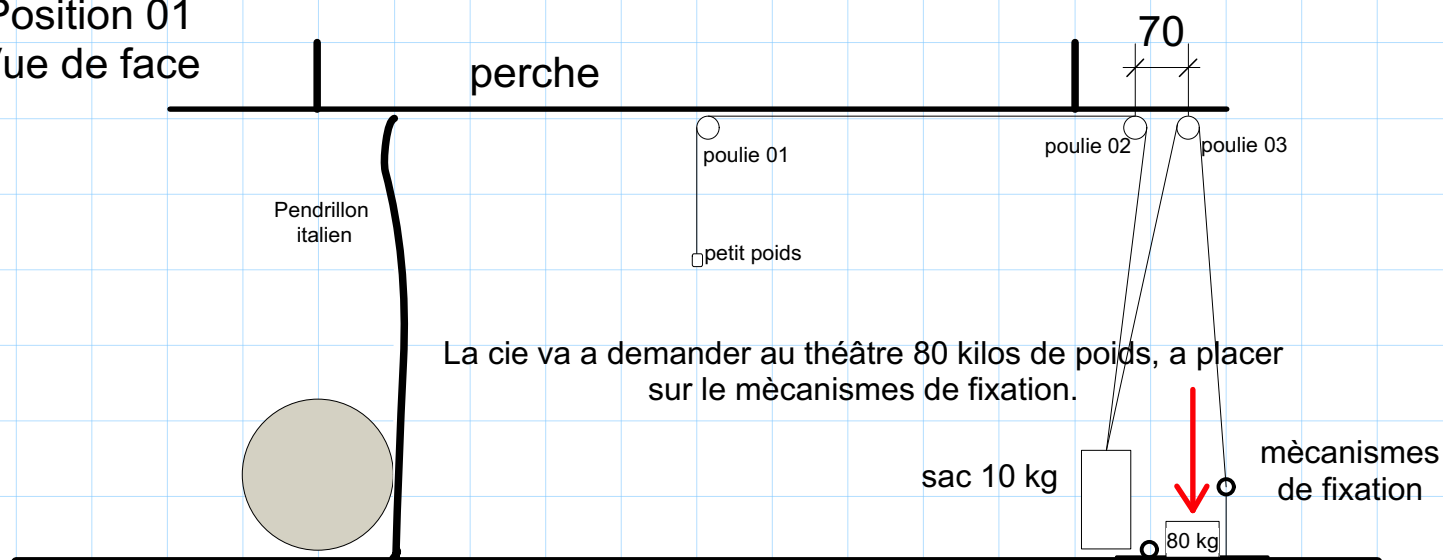 Position 01
Vue de face
perche
70
poulie 01
poulie 02
poulie 03
Pendrillon
italien
petit poids
La cie va a demander au théâtre 80 kilos de poids, a placer
sur le mècanismes de fixation.
sac 10 kg
mècanismes
de fixation
80 kg